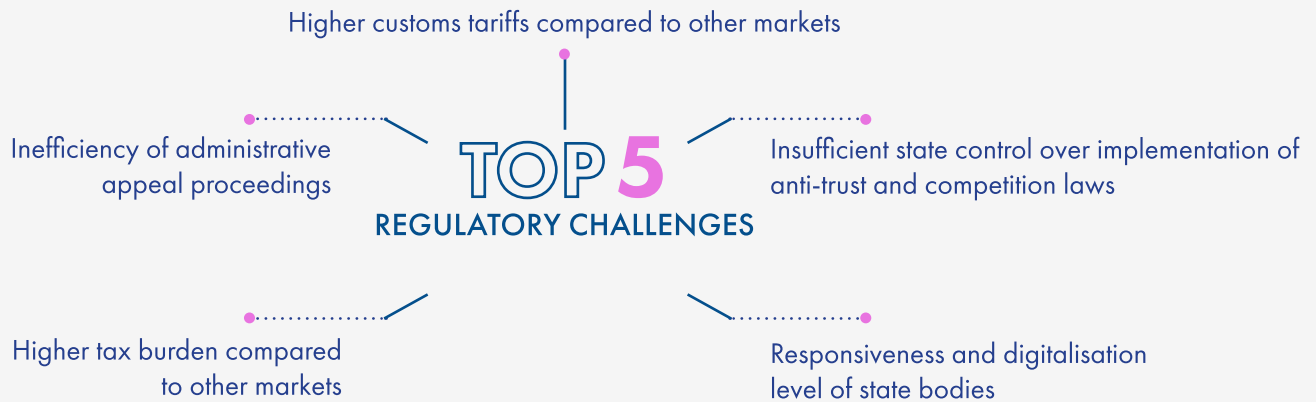 Higher customs tariffs compared to other markets
Inefficiency of administrative
appeal proceedings
TOP 5
REGULATORY CHALLENGES
Insufficient state control over implementation of
anti-trust and competition laws
Higher tax burden compared
to other markets
Responsiveness and digitalisation
level of state bodies